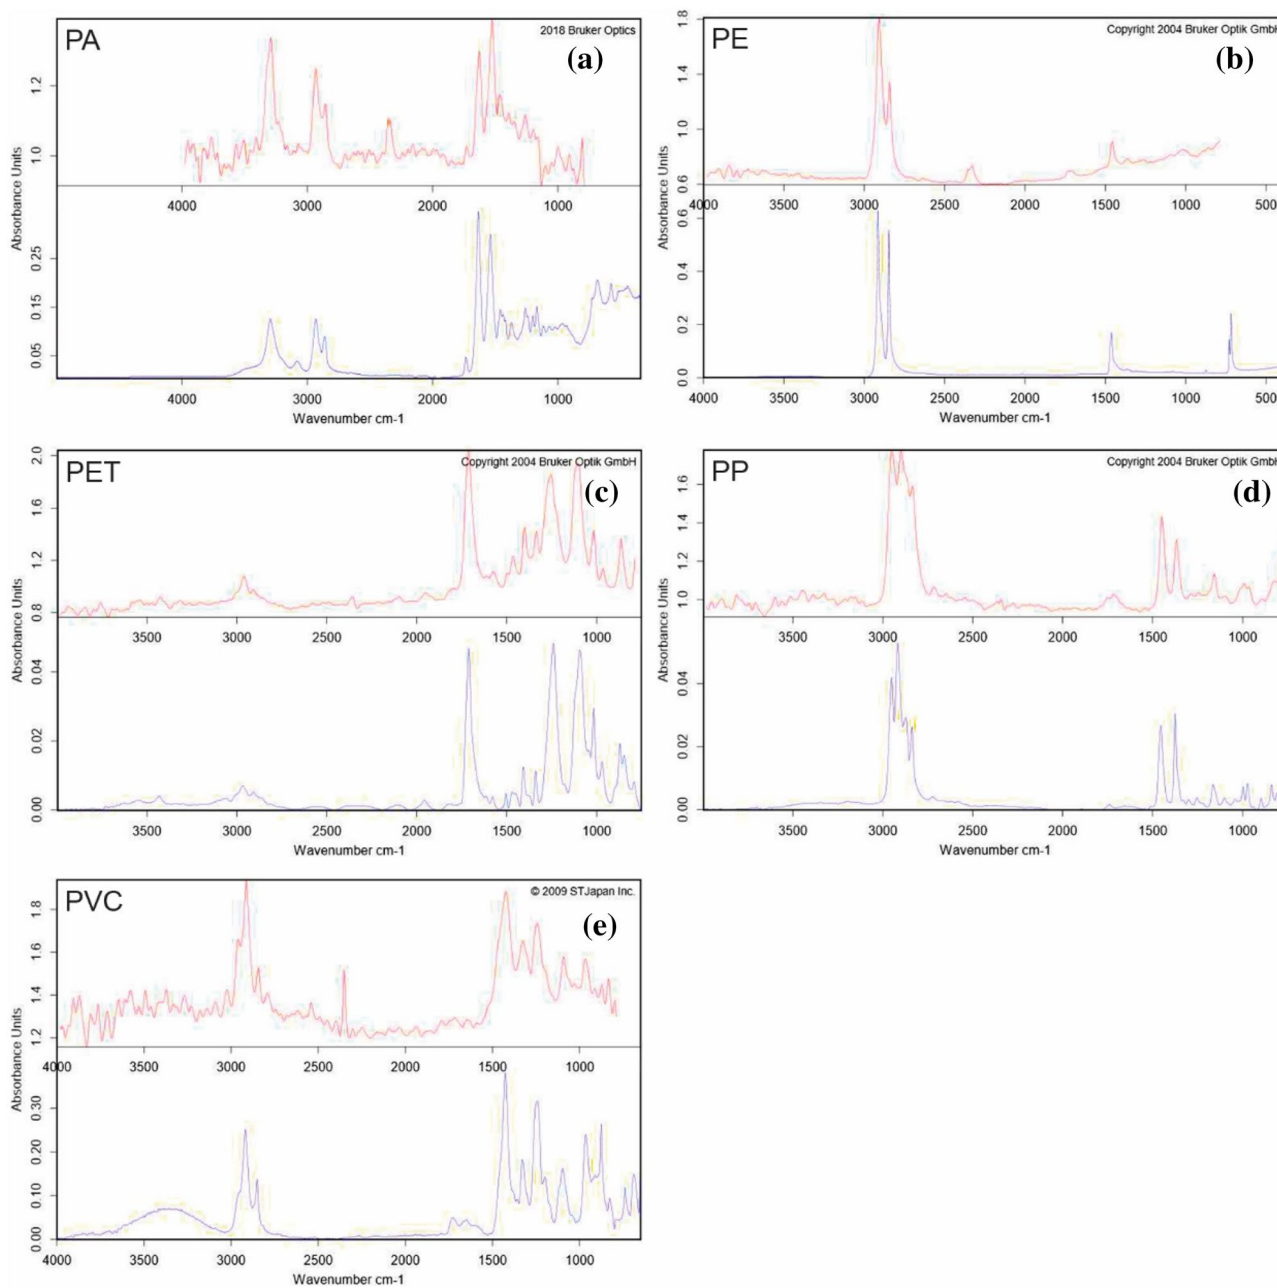 PA
2018 Bruker Optics
(a)
Absorbance Units
1.2
1.0
4000 3000 2000 1000
0.25
0.15
0.05
4000 3000 2000 1000
Wavenumber cm-1
PE
Copyright 2004 Bruker Optik GmbH
(b)
Absorbance Units
1.8
1.4
1.0
0.6
4000 3500 3000 2500 2000 1500 1000 500
0.6
0.4
0.2
0.0
4000 3500 3000 2500 2000 1500 1000 500
Wavenumber cm-1
PET
Copyright 2004 Bruker Optik GmbH
(c)
Absorbance Units
2.0
1.6
1.2
0.8
3500 3000 2500 2000 1500 1000
0.04
0.02
0.00
3500 3000 2500 2000 1500 1000
Wavenumber cm-1
PP
Copyright 2004 Bruker Optik GmbH
(d)
Absorbance Units
1.6
1.4
1.2
1.0
3500 3000 2500 2000 1500 1000
0.04
0.02
0.00
3500 3000 2500 2000 1500 1000
Wavenumber cm-1
PVC
© 2009 STJapan Inc.
(e)
Absorbance Units
1.8
1.6
1.4
1.2
4000 3500 3000 2500 2000 1500 1000
0.30
0.20
0.10
0.00
4000 3500 3000 2500 2000 1500 1000
Wavenumber cm-1